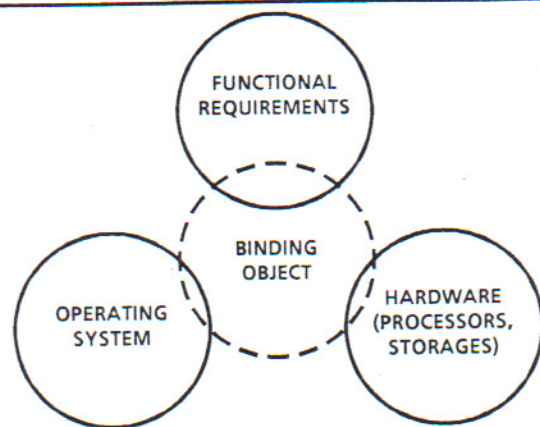 FUNCTIONAL
REQUIREMENTS
BINDING
OBJECT
OPERATING
SYSTEM
HARDWARE
(PROCESSORS,
STORAGES)